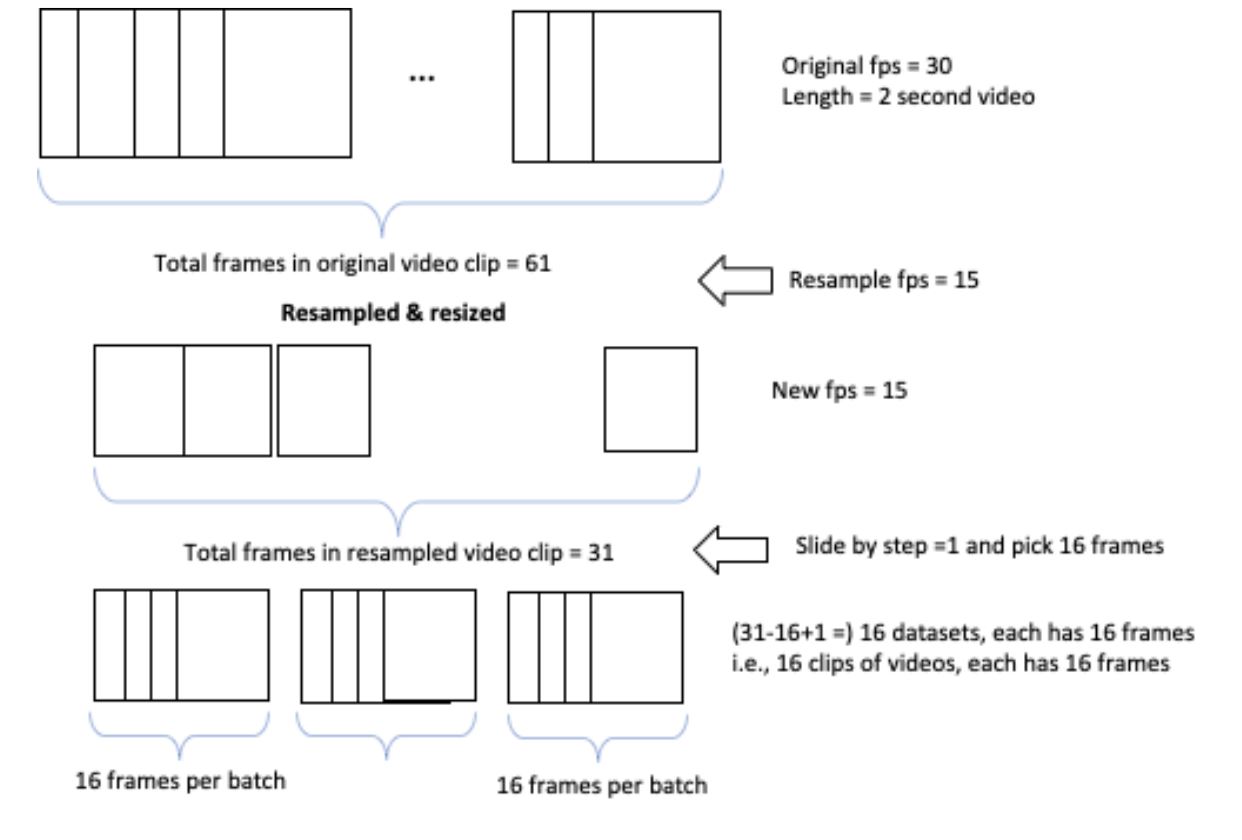 ...
Original fps = 30
Length = 2 second video
Total frames in original video clip = 61
Resample fps = 15
Resampled & resized
New fps = 15
Total frames in resampled video clip = 31
Slide by step =1 and pick 16 frames
(31-16+1 =) 16 datasets, each has 16 frames
i.e., 16 clips of videos, each has 16 frames
16 frames per batch
16 frames per batch